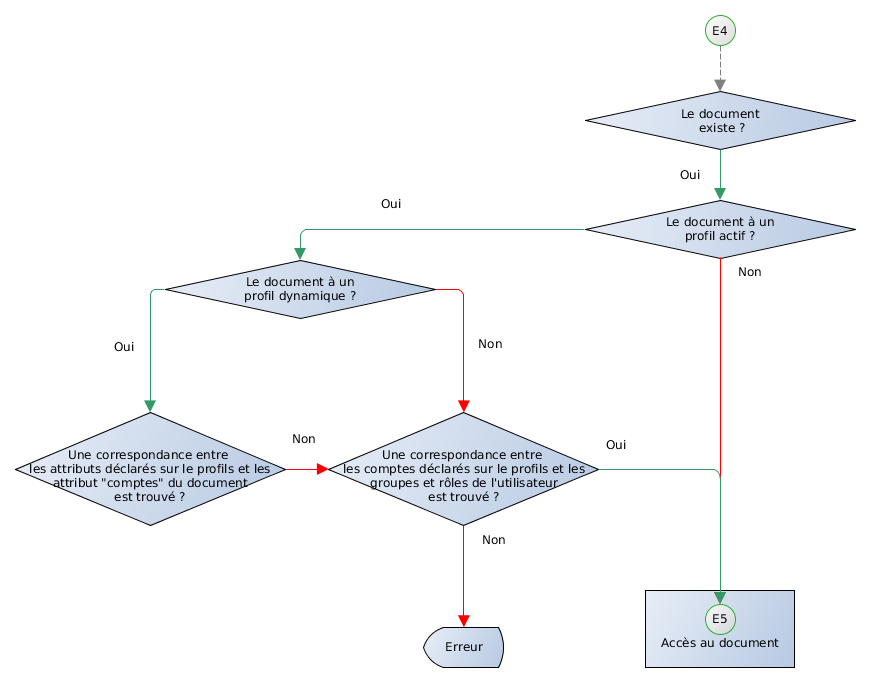 E4
Le document
existe ?
Oui
Le document à un
profil actif ?
Oui
Non
Le document à un
profil dynamique ?
Oui
Non
Une correspondance entre
les attributs déclarés sur le profils et les
attribut "comptes" du document
est trouvé ?
Non
Une correspondance entre
les comptes déclarés sur le profils et les
groupes et rôles de l'utilisateur
est trouvé ?
Oui
Non
Erreur
E5
Accès au document